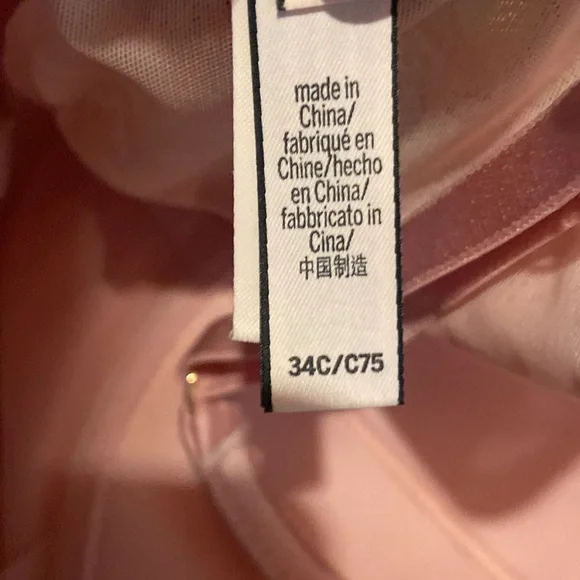 made in
China/
fabriqué en
Chine/hecho
en China/
fabbricato in
Cina/
中国制造
34C/C75